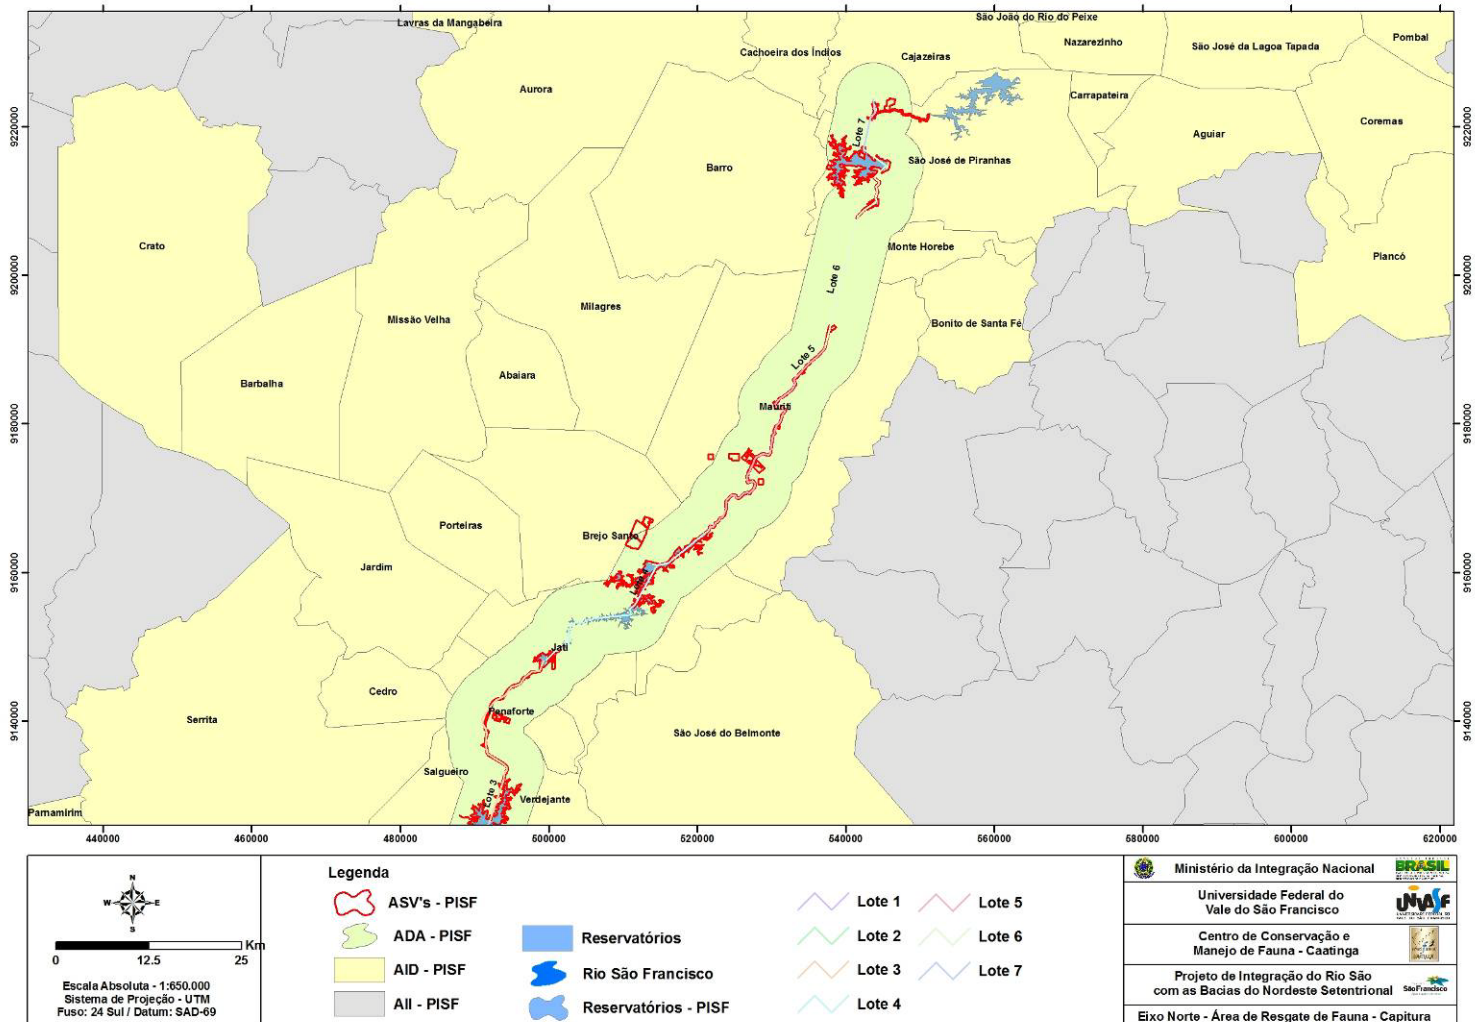 Lavras da Mangabeira
São João do Rio do Peixe
Cachoeira dos Índios
Cajazeiras
Nazarezinho
São José da Lagoa Tapada
Pombal
Aurora
Carrapateira
Coremas
Aguiar
Lote 7
Barro
São José de Piranhas
Crato
Monte Horebe
Piancó
Lote 6
Milagres
Missão Velha
Bonito de Santa Fé
Lote 5
Abaiara
Barbalha
Mauriti
Porteiras
Brejo Santo
Jardim
Jati
Cedro
Penaforte
Serrita
São José do Belmonte
Salgueiro
Lote 3
Verdejante
Parnamirim
9220000
9200000
9180000
9160000
9140000
9220000
9200000
9180000
9160000
9140000
440000
460000
480000
500000
520000
540000
560000
580000
600000
620000
N
W
E
S
Km
0
12.5
25
Escala Absoluta - 1:650.000
Sistema de Projeção - UTM
Fuso: 24 Sul / Datum: SAD-69
Legenda
ASV's - PISF
ADA - PISF
AID - PISF
AII - PISF
Reservatórios
Rio São Francisco
Reservatórios - PISF
Lote 1
Lote 2
Lote 3
Lote 4
Lote 5
Lote 6
Lote 7
Ministério da Integração Nacional
BRASIL
Universidade Federal do
Vale do São Francisco
UNIVASF
Centro de Conservação e
Manejo de Fauna - Caatinga
Projeto de Integração do Rio São
com as Bacias do Nordeste Setentrional
São Francisco
Eixo Norte - Área de Resgate de Fauna - Capitura